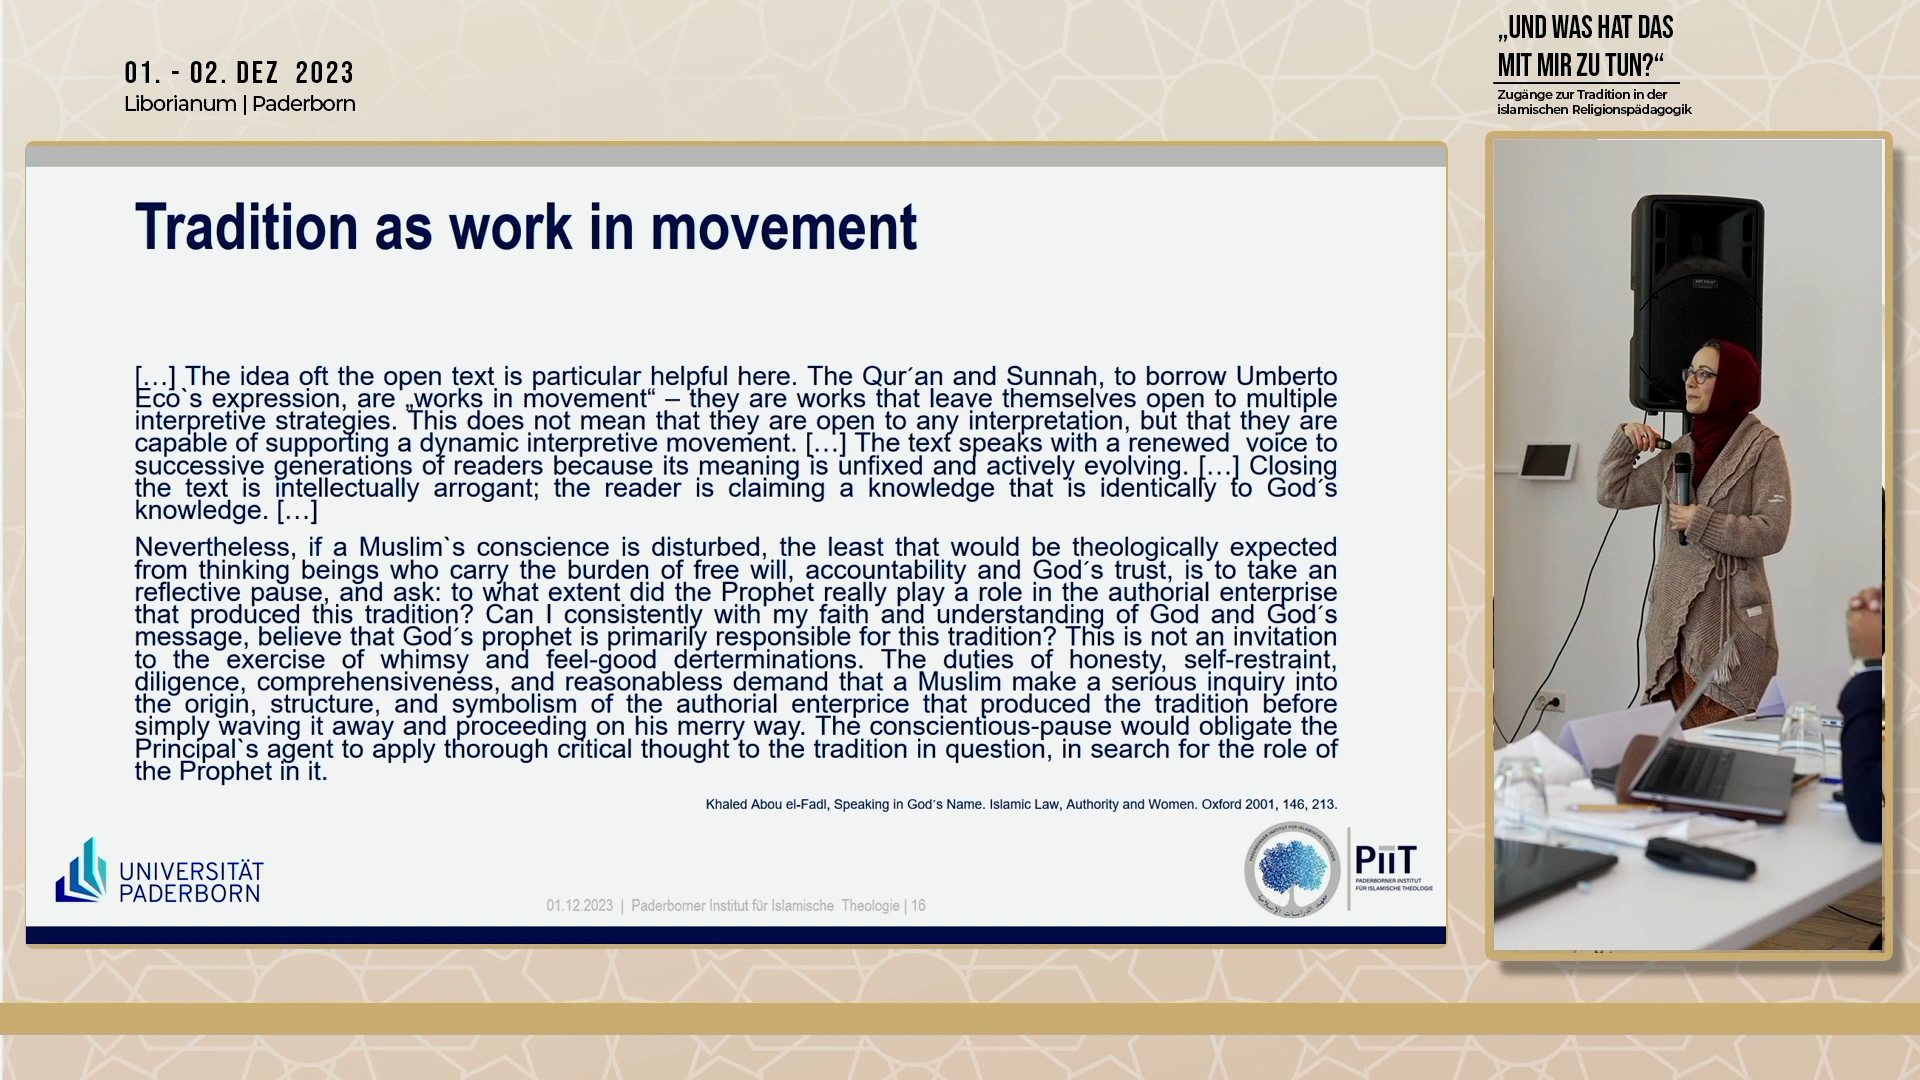 01. - 02. DEZ 2023
Liborianum | Paderborn
„UND WAS HAT DAS
MIT MIR ZU TUN?“
Zugänge zur Tradition in der
islamischen Religionspädagogik
Tradition as work in movement
[…] The idea oft the open text is particular helpful here. The Qur´an and Sunnah, to borrow Umberto
Eco`s expression, are „works in movement“ – they are works that leave themselves open to multiple
interpretive strategies. This does not mean that they are open to any interpretation, but that they are
capable of supporting a dynamic interpretive movement. […] The text speaks with a renewed voice to
successive generations of readers because its meaning is unfixed and actively evolving. […] Closing
the text is intellectually arrogant; the reader is claiming a knowledge that is identically to God´s
knowledge. […]
Nevertheless, if a Muslim`s conscience is disturbed, the least that would be theologically expected
from thinking beings who carry the burden of free will, accountability and God´s trust, is to take an
reflective pause, and ask: to what extent did the Prophet really play a role in the authorial enterprise
that produced this tradition? Can I consistently with my faith and understanding of God and God´s
message, believe that God´s prophet is primarily responsible for this tradition? This is not an invitation
to the exercise of whimsy and feel-good derterminations. The duties of honesty, self-restraint,
diligence, comprehensiveness, and reasonabless demand that a Muslim make a serious inquiry into
the origin, structure, and symbolism of the authorial enterprice that produced the tradition before
simply waving it away and proceeding on his merry way. The conscientious-pause would obligate the
Principal`s agent to apply thorough critical thought to the tradition in question, in search for the role of
the Prophet in it.
Khaled Abou el-Fadl, Speaking in God´s Name. Islamic Law, Authority and Women. Oxford 2001, 146, 213.
UNIVERSITÄT
PADERBORN
01.12.2023 | Paderborner Institut für Islamische Theologie | 16
PADERBORNER INSTITUT FÜR ISLAMISCHE THEOLOGIE
معهد الدراسات الإسلامية
PiiT
PADERBORNER INSTITUT
FÜR ISLAMISCHE THEOLOGIE